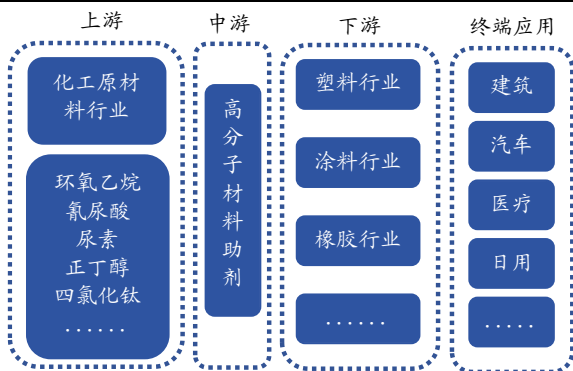 上游
化工原材
料行业
环氧乙烷
氰尿酸
尿素
正丁醇
四氯化钛
......
中游
高
分
子
材
料
助
剂
下游
塑料行业
涂料行业
橡胶行业
......
终端应用
建筑
汽车
医疗
日用
.....